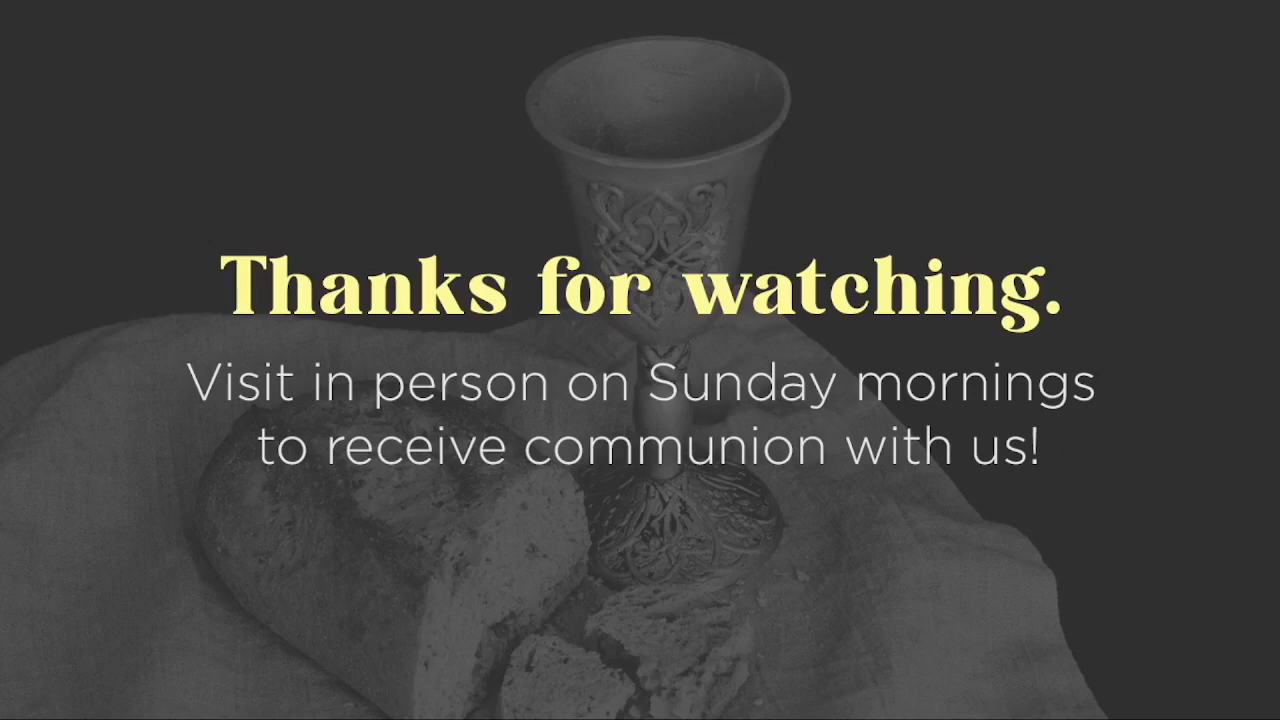 Thanks for watching.
Visit in person on Sunday mornings
to receive communion with us!